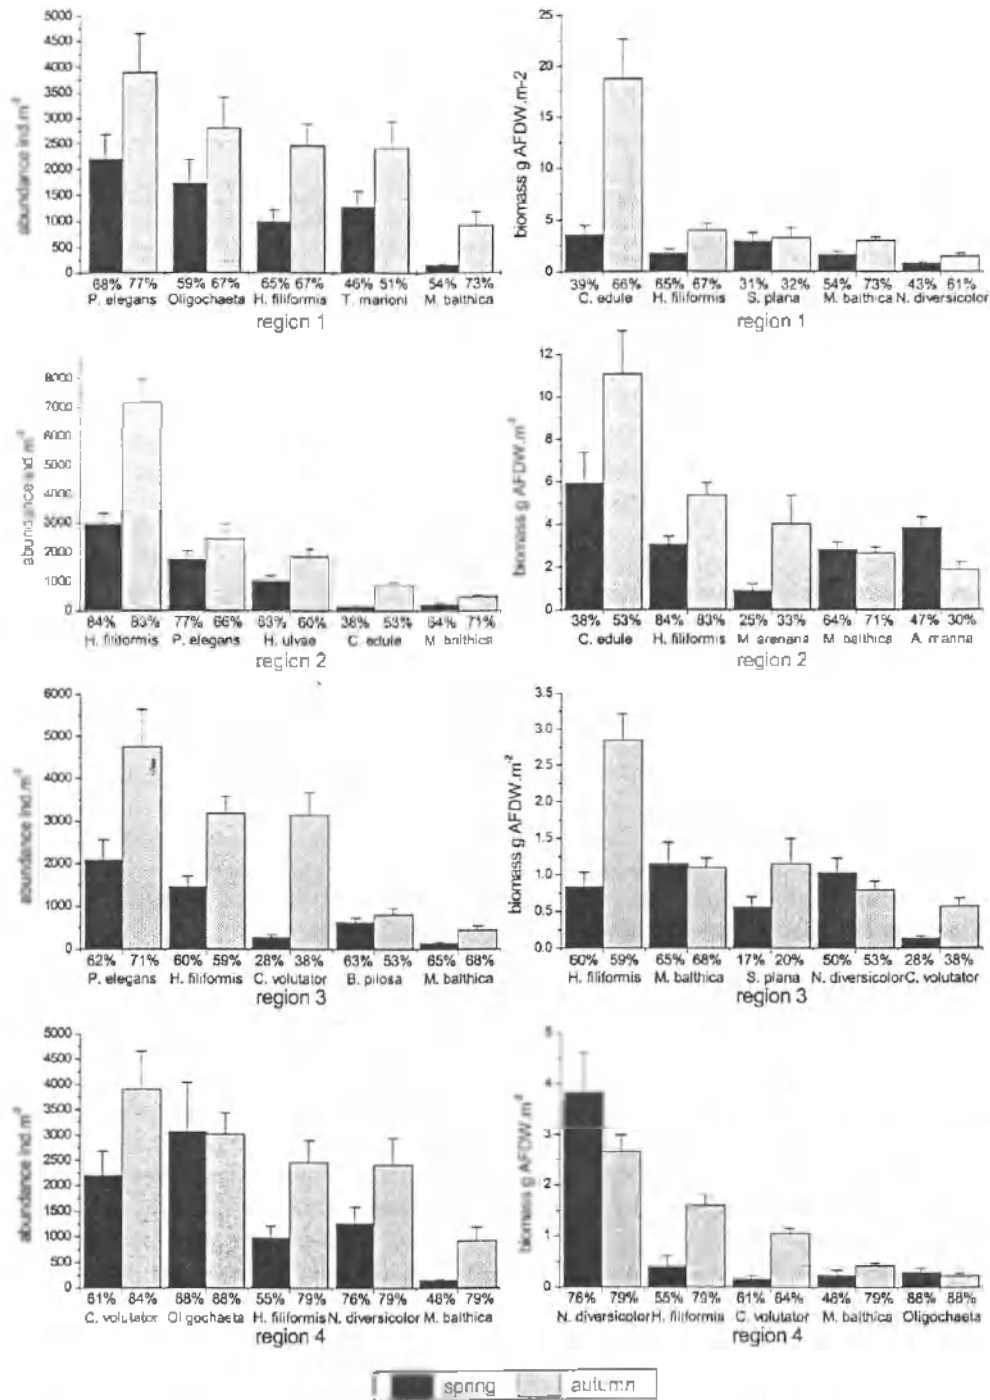 abundance ind.m-2
5000
4500
4000
3500
3000
2500
2000
1500
1000
500
0
68% 77% 59% 67% 65% 67% 46% 51% 54% 73%
P. elegans Oligochaeta H. filiformis T. marioni M. balthica
region 1
biomass g AFDW.m-2
25
20
15
10
5
0
39% 66% 65% 67% 31% 32% 54% 73% 43% 61%
C. edule H. filiformis S. plana M. balthica N. diversicolor
region 1
abundance ind.m-2
8000
7000
6000
5000
4000
3000
2000
1000
0
84% 83% 77% 66% 63% 60% 38% 53% 64% 71%
H. filiformis P. elegans H. ulvae C. edule M balthica
region 2
biomass g AFDW.m-2
12
10
8
6
4
2
0
38% 53% 84% 83% 25% 33% 64% 71% 47% 30%
C. edule H. filiformis M. arenaria M balthica A. marina
region 2
abundance ind.m-2
6000
5000
4000
3000
2000
1000
0
62% 71% 60% 59% 28% 38% 63% 53% 65% 68%
P. elegans H. filiformis C. volutator B. pilosa M. balthica
region 3
biomass g AFDW.m-2
3.5
3.0
2.5
2.0
1.5
1.0
0.5
0.0
60% 59% 65% 68% 17% 20% 50% 53% 28% 38%
H. filiformis M. balthica S. plana N. diversicolor C. volutator
region 3
abundance ind.m-2
5000
4500
4000
3500
3000
2500
2000
1500
1000
500
0
61% 84% 88% 88% 55% 79% 76% 79% 48% 79%
C. volutator Oligochaeta H. filiformis N. diversicolor M. balthica
region 4
biomass g AFDW.m-2
5
4
3
2
1
0
76% 79% 55% 79% 61% 84% 48% 79% 88% 88%
N. diversicolor H. filiformis C. volutator M. balthica Oligochaeta
region 4
spring autumn